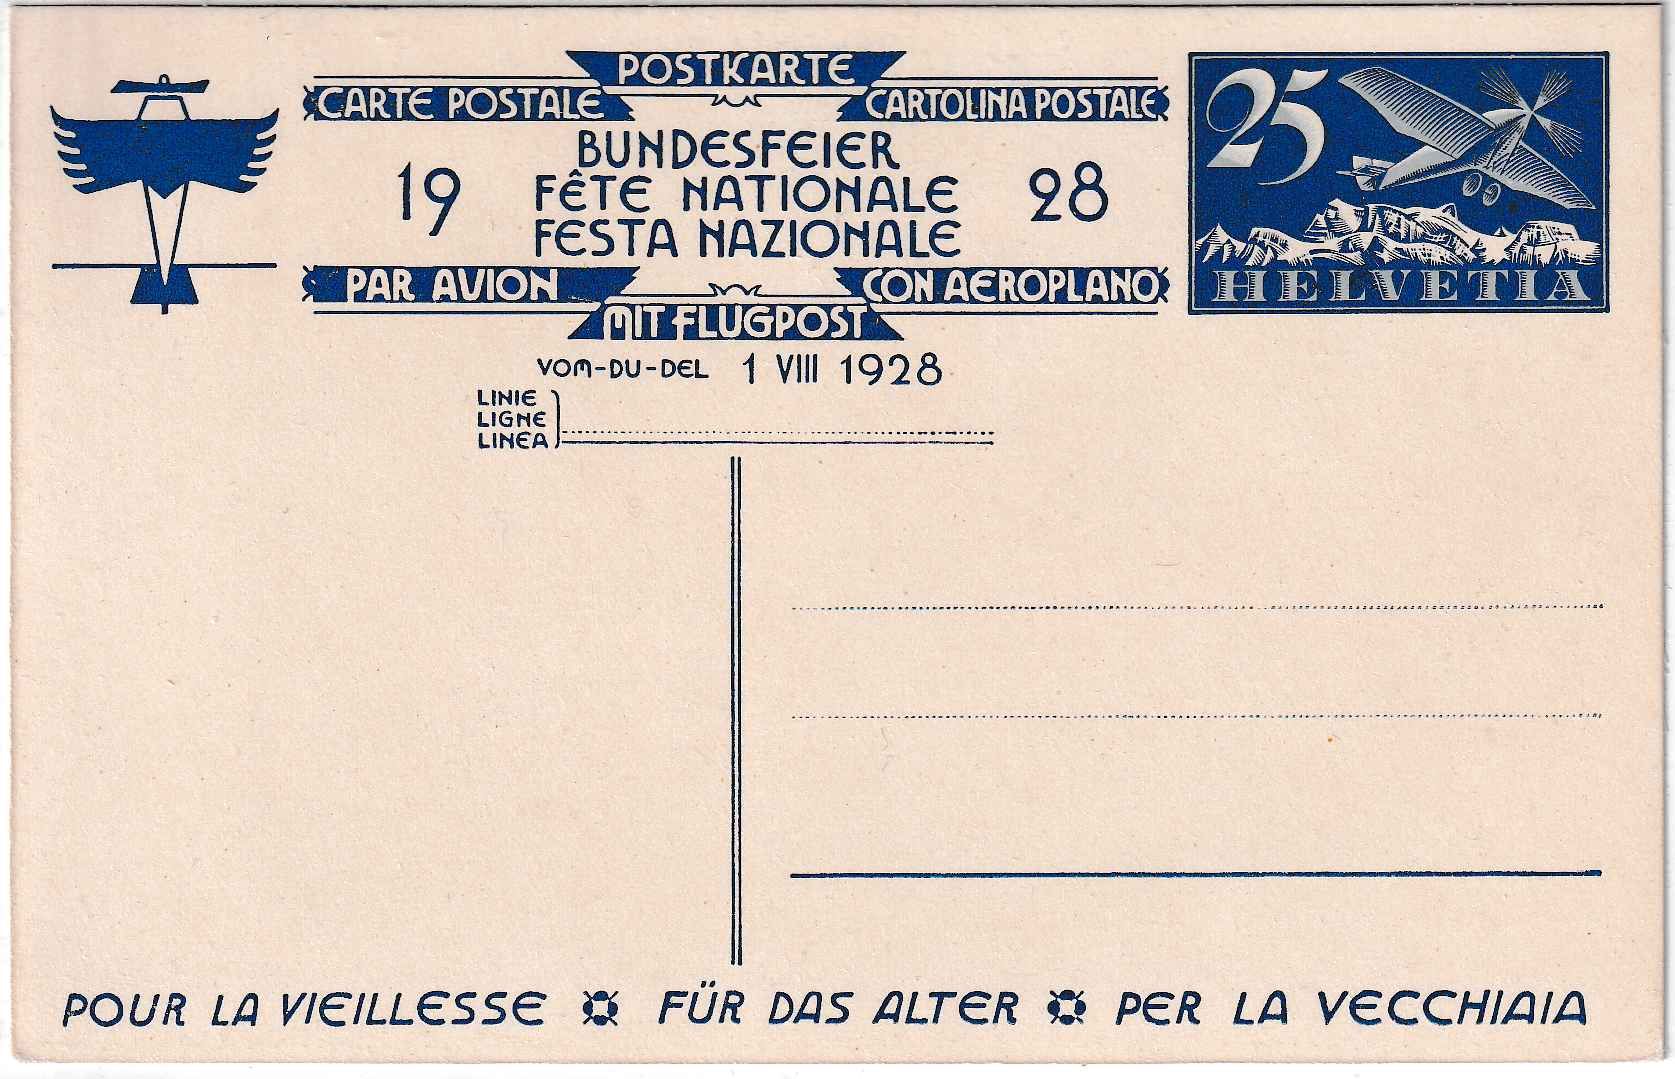 POSTKARTE
CARTE POSTALE CARTOLINA POSTALE
BUNDESFEIER
19 FÊTE NATIONALE 28
FESTA NAZIONALE
PAR AVION CON AEROPLANO
MIT FLUGPOST
VOM-DU-DEL 1 VIII 1928
LINIE
LIGNE
LINEA
25
HELVETIA
POUR LA VIEILLESSE FÜR DAS ALTER PER LA VECCHIAIA